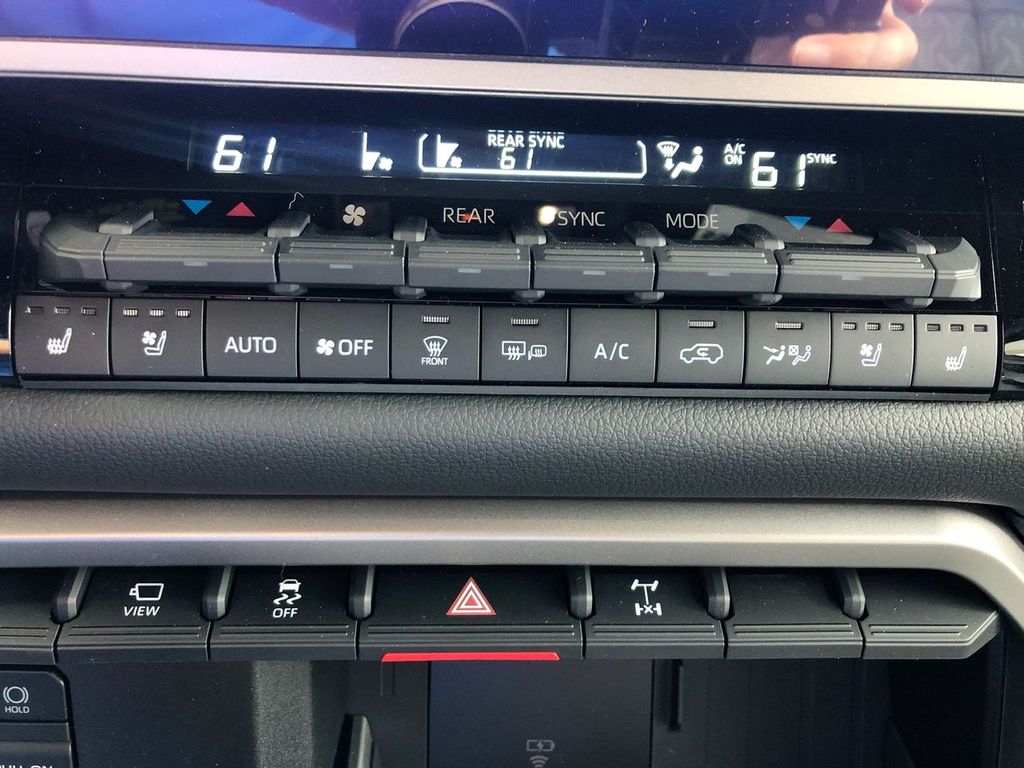 61
REAR SYNC
61
A/C
ON
61
SYNC
REAR
SYNC
MODE
AUTO
OFF
FRONT
A/C
VIEW
OFF
HOLD